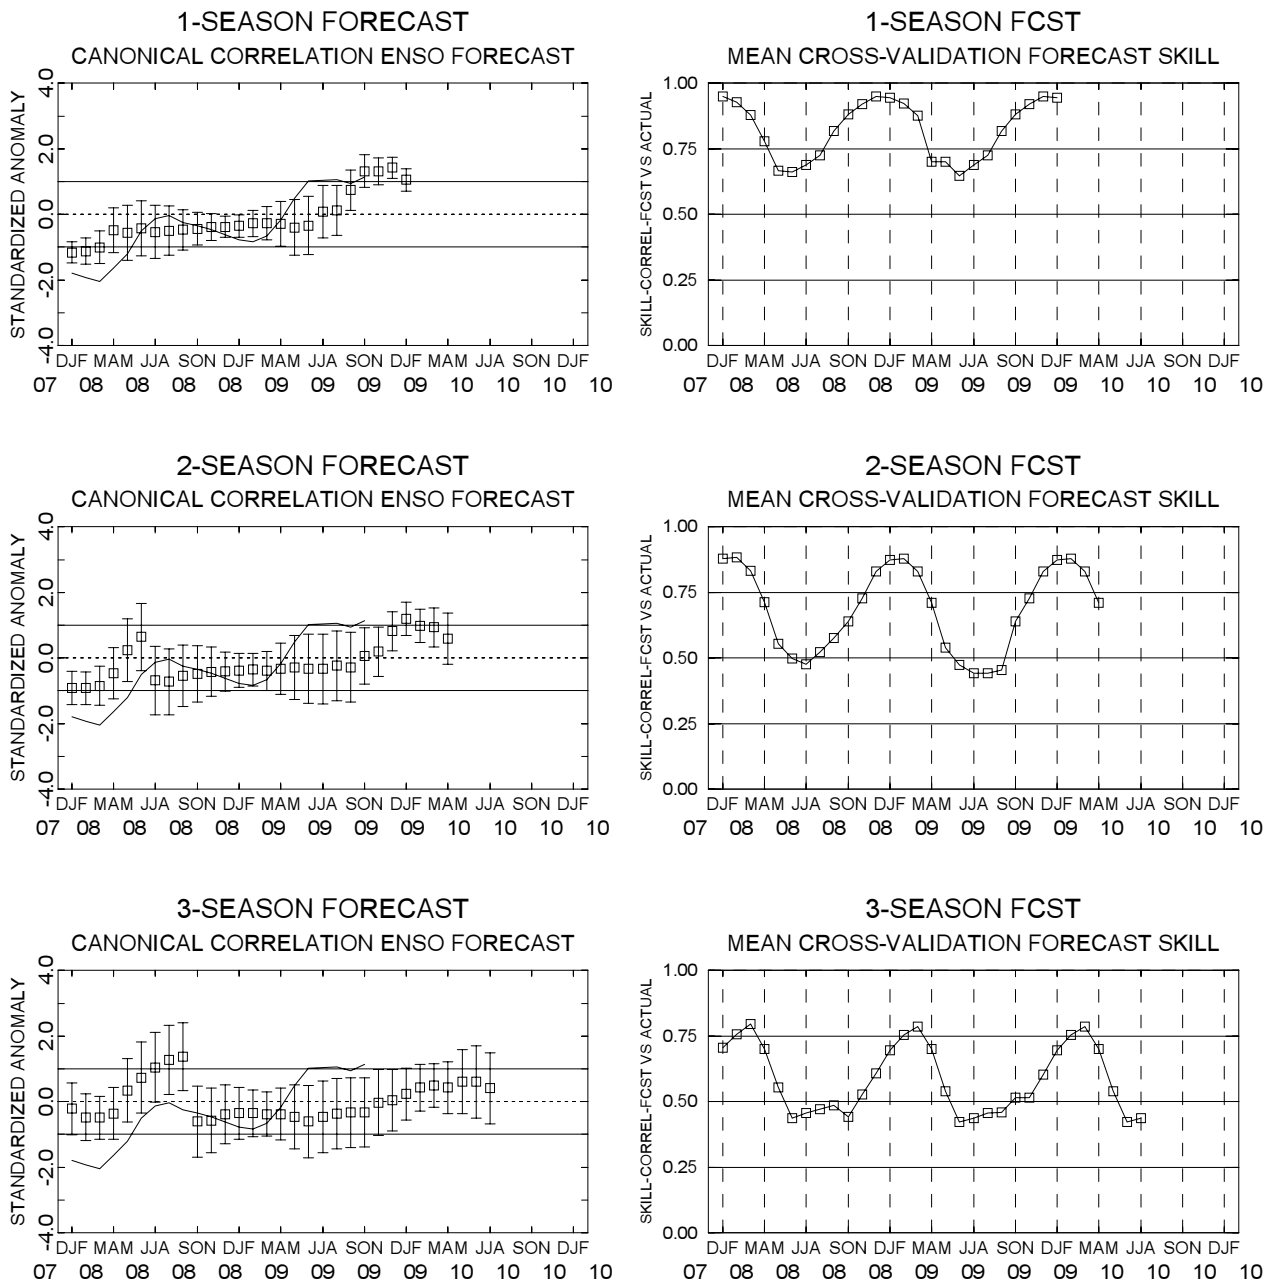 1-SEASON FORECAST
CANONICAL CORRELATION ENSO FORECAST
STANDARDIZED ANOMALY
4.0
2.0
0.0
-2.0
-4.0
DJF MAM JJA SON DJF MAM JJA SON DJF MAM JJA SON DJF
07 08 08 08 08 09 09 09 09 10 10 10 10
1-SEASON FCST
MEAN CROSS-VALIDATION FORECAST SKILL
SKILL-CORREL-FCST VS ACTUAL
1.00
0.75
0.50
0.25
0.00
DJF MAM JJA SON DJF MAM JJA SON DJF MAM JJA SON DJF
07 08 08 08 08 09 09 09 09 10 10 10 10
2-SEASON FORECAST
CANONICAL CORRELATION ENSO FORECAST
STANDARDIZED ANOMALY
4.0
2.0
0.0
-2.0
-4.0
DJF MAM JJA SON DJF MAM JJA SON DJF MAM JJA SON DJF
07 08 08 08 08 09 09 09 09 10 10 10 10
2-SEASON FCST
MEAN CROSS-VALIDATION FORECAST SKILL
SKILL-CORREL-FCST VS ACTUAL
1.00
0.75
0.50
0.25
0.00
DJF MAM JJA SON DJF MAM JJA SON DJF MAM JJA SON DJF
07 08 08 08 08 09 09 09 09 10 10 10 10
3-SEASON FORECAST
CANONICAL CORRELATION ENSO FORECAST
STANDARDIZED ANOMALY
4.0
2.0
0.0
-2.0
-4.0
DJF MAM JJA SON DJF MAM JJA SON DJF MAM JJA SON DJF
07 08 08 08 08 09 09 09 09 10 10 10 10
3-SEASON FCST
MEAN CROSS-VALIDATION FORECAST SKILL
SKILL-CORREL-FCST VS ACTUAL
1.00
0.75
0.50
0.25
0.00
DJF MAM JJA SON DJF MAM JJA SON DJF MAM JJA SON DJF
07 08 08 08 08 09 09 09 09 10 10 10 10